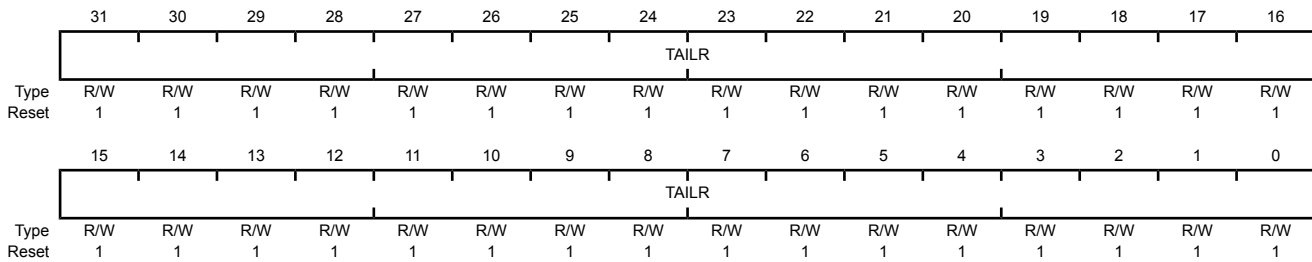 31 30 29 28 27 26 25 24 23 22 21 20 19 18 17 16
TAILR
Type R/W R/W R/W R/W R/W R/W R/W R/W R/W R/W R/W R/W R/W R/W R/W R/W
Reset 1 1 1 1 1 1 1 1 1 1 1 1 1 1 1 1
15 14 13 12 11 10 9 8 7 6 5 4 3 2 1 0
TAILR
Type R/W R/W R/W R/W R/W R/W R/W R/W R/W R/W R/W R/W R/W R/W R/W R/W
Reset 1 1 1 1 1 1 1 1 1 1 1 1 1 1 1 1